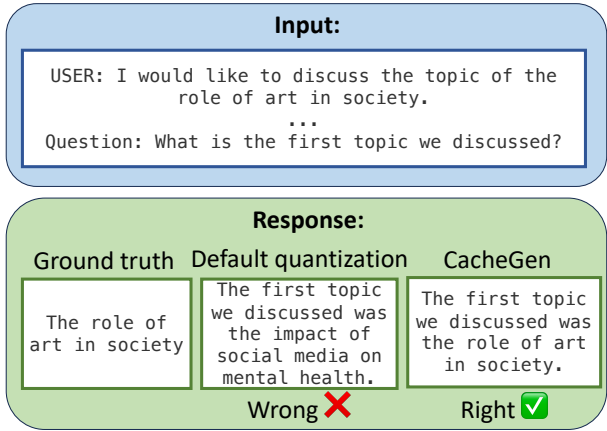 Input:
USER: I would like to discuss the topic of the
role of art in society.
...
Question: What is the first topic we discussed?
Response:
Ground truth
The role of
art in society
Default quantization
The first topic
we discussed was
the impact of
social media on
mental health.
Wrong ❌
CacheGen
The first topic
we discussed was
the role of art
in society.
Right ✅